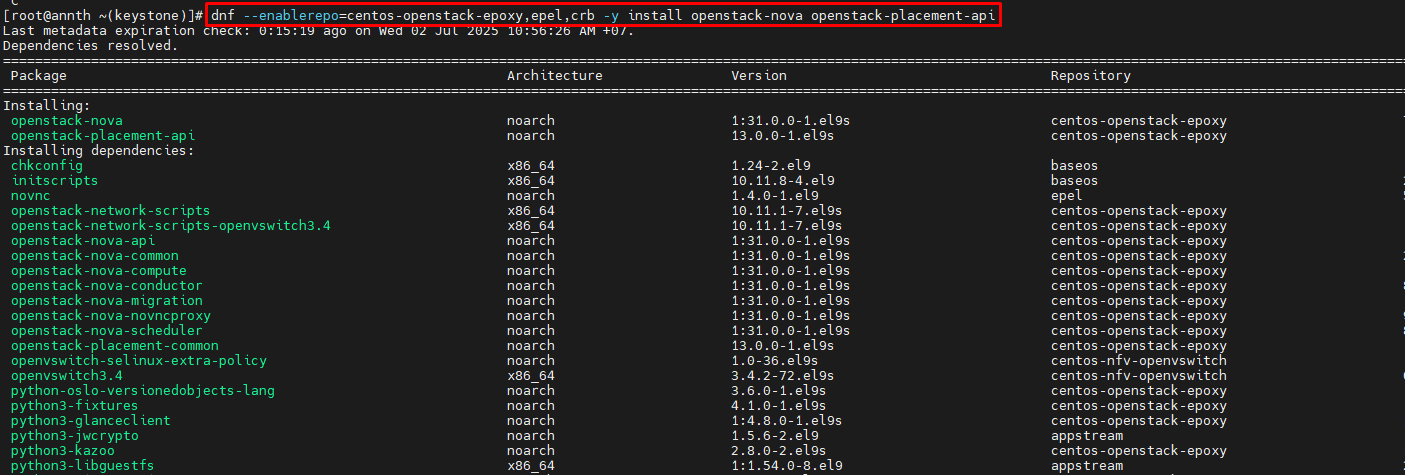 c
[root@annth ~(keystone)]# dnf --enablerepo=centos-openstack-epoxy,epel,crb -y install openstack-nova openstack-placement-api
Last metadata expiration check: 0:15:19 ago on Wed 02 Jul 2025 10:56:26 AM +07.
Dependencies resolved.
================================================================================
Package Architecture Version Repository
================================================================================
Installing:
openstack-nova noarch 1:31.0.0-1.el9s centos-openstack-epoxy
openstack-placement-api noarch 13.0.0-1.el9s centos-openstack-epoxy
Installing dependencies:
chkconfig x86_64 1.24-2.el9 baseos
initscripts x86_64 10.11.8-4.el9 baseos
novnc noarch 1.4.0-1.el9 epel
openstack-network-scripts x86_64 10.11.1-7.el9s centos-openstack-epoxy
openstack-network-scripts-openvswitch3.4 x86_64 10.11.1-7.el9s centos-openstack-epoxy
openstack-nova-api noarch 1:31.0.0-1.el9s centos-openstack-epoxy
openstack-nova-common noarch 1:31.0.0-1.el9s centos-openstack-epoxy
openstack-nova-compute noarch 1:31.0.0-1.el9s centos-openstack-epoxy
openstack-nova-conductor noarch 1:31.0.0-1.el9s centos-openstack-epoxy
openstack-nova-migration noarch 1:31.0.0-1.el9s centos-openstack-epoxy
openstack-nova-novncproxy noarch 1:31.0.0-1.el9s centos-openstack-epoxy
openstack-nova-scheduler noarch 1:31.0.0-1.el9s centos-openstack-epoxy
openstack-placement-common noarch 13.0.0-1.el9s centos-openstack-epoxy
openvswitch-selinux-extra-policy noarch 1.0-36.el9s centos-nfv-openvswitch
openvswitch3.4 x86_64 3.4.2-72.el9s centos-nfv-openvswitch
python-oslo-versionedobjects-lang noarch 3.6.0-1.el9s centos-openstack-epoxy
python3-fixtures noarch 4.1.0-1.el9s centos-openstack-epoxy
python3-glanceclient noarch 1:4.8.0-1.el9s centos-openstack-epoxy
python3-jwcrypto noarch 1.5.6-2.el9 appstream
python3-kazoo noarch 2.8.0-2.el9s centos-openstack-epoxy
python3-libguestfs x86_64 1:1.54.0-8.el9 appstream